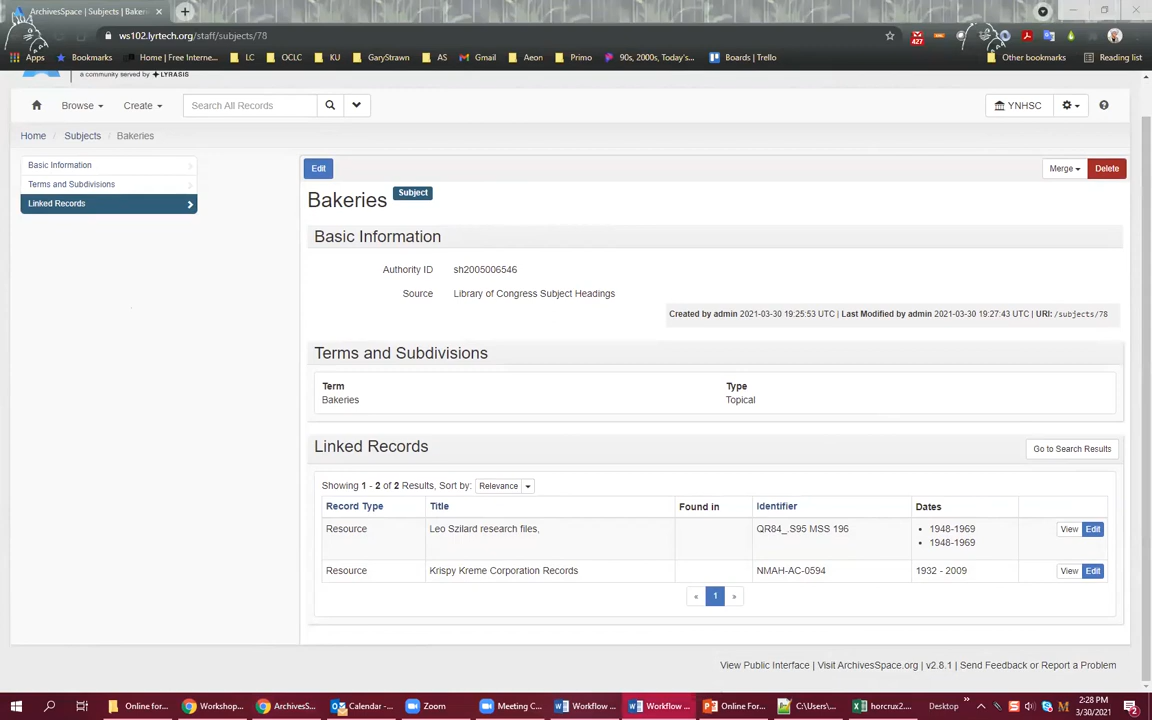 ArchivesSpace | Subjects | Baker
ws102.lyrtech.org/staff/subjects/78
427
Apps Bookmarks Home | Free Interne... LC OCLC KU GaryStrawn AS Gmail Aeon Primo 90s, 2000s, Today's... Boards | Trello Other bookmarks Reading list
a community served by LYRASIS
Browse Create Search All Records YNHSC
Home / Subjects / Bakeries
Basic Information
Terms and Subdivisions
Linked Records
Edit Merge Delete
Bakeries Subject
Basic Information
Authority ID sh2005006546
Source Library of Congress Subject Headings
Created by admin 2021-03-30 19:25:53 UTC | Last Modified by admin 2021-03-30 19:27:43 UTC | URI: /subjects/78
Terms and Subdivisions
Term Type
Bakeries Topical
Linked Records Go to Search Results
Showing 1 - 2 of 2 Results, Sort by: Relevance
Record Type Title Found in Identifier Dates
Resource Leo Szilard research files, QR84_.S95 MSS 196 • 1948-1969 View Edit
• 1948-1969
Resource Krispy Kreme Corporation Records NMAH-AC-0594 1932 - 2009 View Edit
« 1 »
View Public Interface | Visit ArchivesSpace.org | v2.8.1 | Send Feedback or Report a Problem
Online for... Workshop... ArchivesS... Calendar -... Zoom Meeting C... Workflow ... Workflow ... Online For... C:\Users\... horcrux2.... Desktop »
2:28 PM
3/30/2021
2